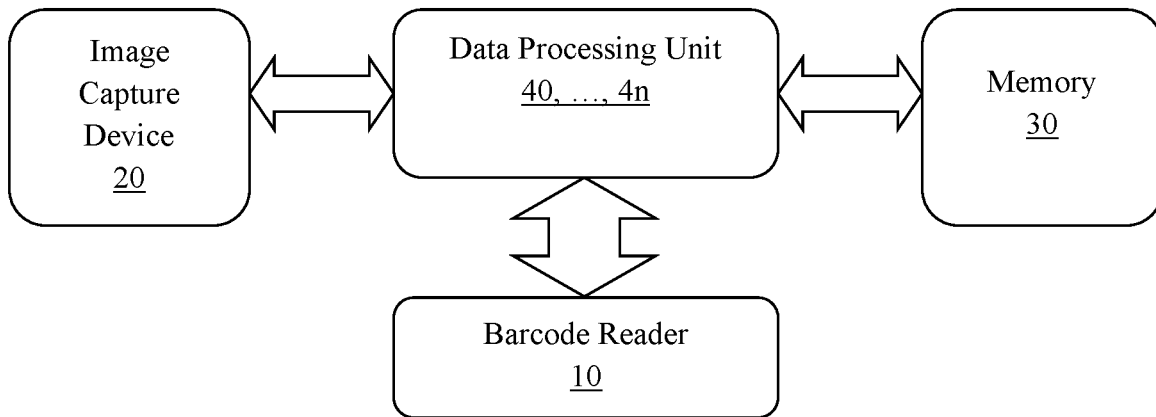 Image
Capture
Device
20
Data Processing Unit
40, …, 4n
Memory
30
Barcode Reader
10